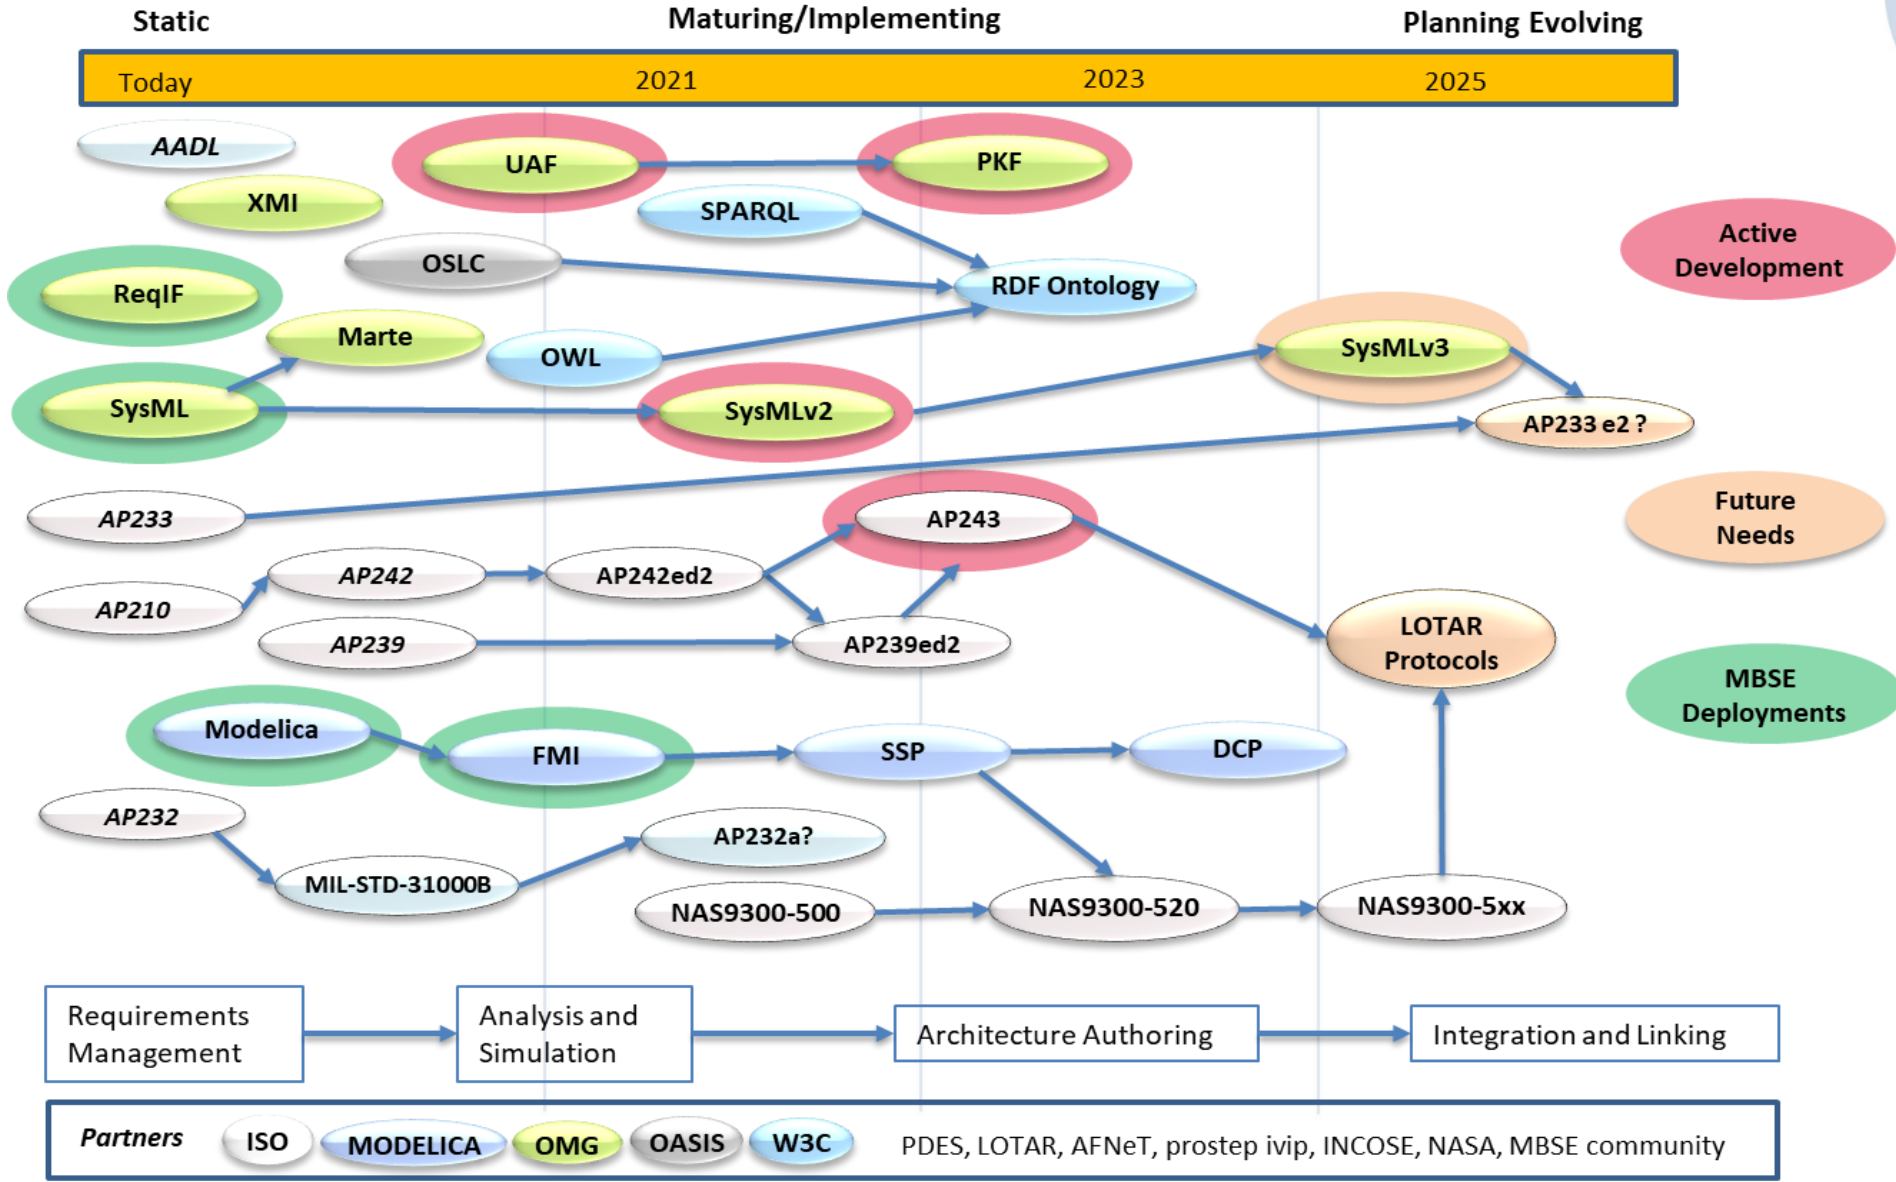 Static
Maturing/Implementing
Planning Evolving
Today
2021
2023
2025
AADL
UAF
PKF
XMI
SPARQL
Active
Development
OSLC
RDF Ontology
ReqIF
Marte
OWL
SysMLv3
SysML
SysMLv2
AP233 e2 ?
AP233
AP243
Future
Needs
AP242
AP242ed2
AP210
AP239
AP239ed2
LOTAR
Protocols
MBSE
Deployments
Modelica
FMI
SSP
DCP
AP232
AP232a?
MIL-STD-31000B
NAS9300-500
NAS9300-520
NAS9300-5xx
Requirements
Management
Analysis and
Simulation
Architecture Authoring
Integration and Linking
Partners
ISO
MODELICA
OMG
OASIS
W3C
PDES, LOTAR, AFNeT, prostep ivip, INCOSE, NASA, MBSE community